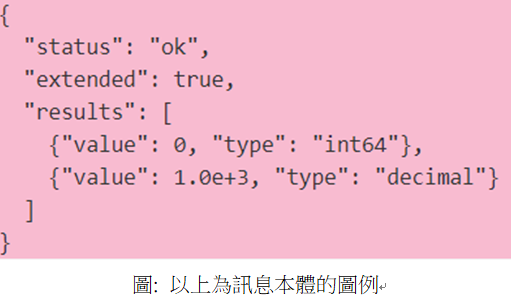 {
  "status": "ok",
  "extended": true,
  "results": [
    {"value": 0, "type": "int64"},
    {"value": 1.0e+3, "type": "decimal"}
  ]
}
圖: 以上為訊息本體的圖例